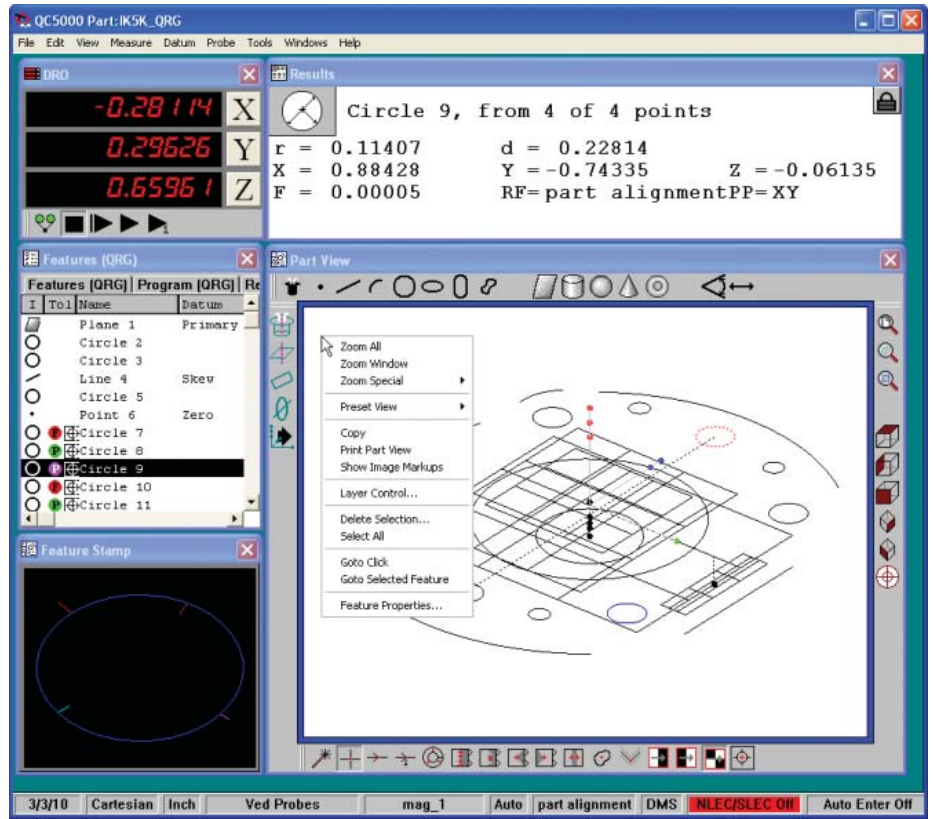 QC5000 Part:IK5K_QRG
File Edit View Measure Datum Probe Tools Windows Help
DRO
-0.28114 X
0.29626 Y
0.65961 Z
1
Results
Circle 9, from 4 of 4 points
r = 0.11407 d = 0.22814
X = 0.88428 Y =-0.74335 Z =-0.06135
F = 0.00005 RF= part alignmentPP= XY
Features (QRG)
Features (QRG) Program (QRG) Re
I Tol Name Datum
Plane 1 Primary
Circle 2
Circle 3
Line 4 Skew
Circle 5
Point 6 Zero
F Circle 7
P Circle 8
P Circle 9
F Circle 10
P Circle 11
Part View
Zoom All
Zoom Window
Zoom Special
Preset View
Copy
Print Part View
Show Image Markups
Layer Control...
Delete Selection...
Select All
Goto Click
Goto Selected Feature
Feature Properties...
Feature Stamp
3/3/10 Cartesian Inch Ved Probes mag_1 Auto part alignment DMS NLEC/SLEC Off Auto Enter Off